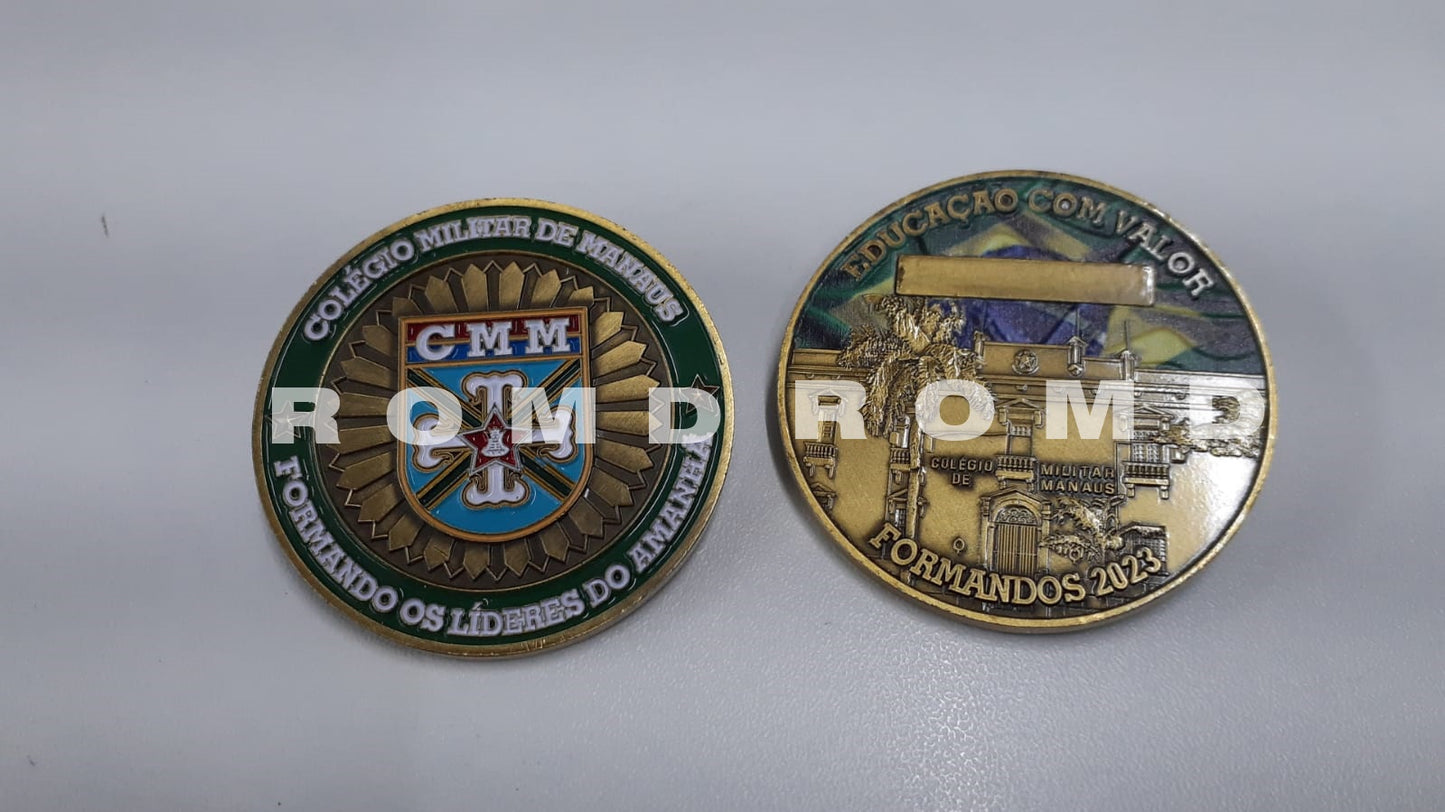 COLÉGIO MILITAR DE MANAUS
CMM
FORMANDO OS LÍDERES DO AMANHÃ
EDUCAÇÃO COM VALOR
COLÉGIO MILITAR
DE MANAUS
FORMANDOS 2023
ROMD ROMD